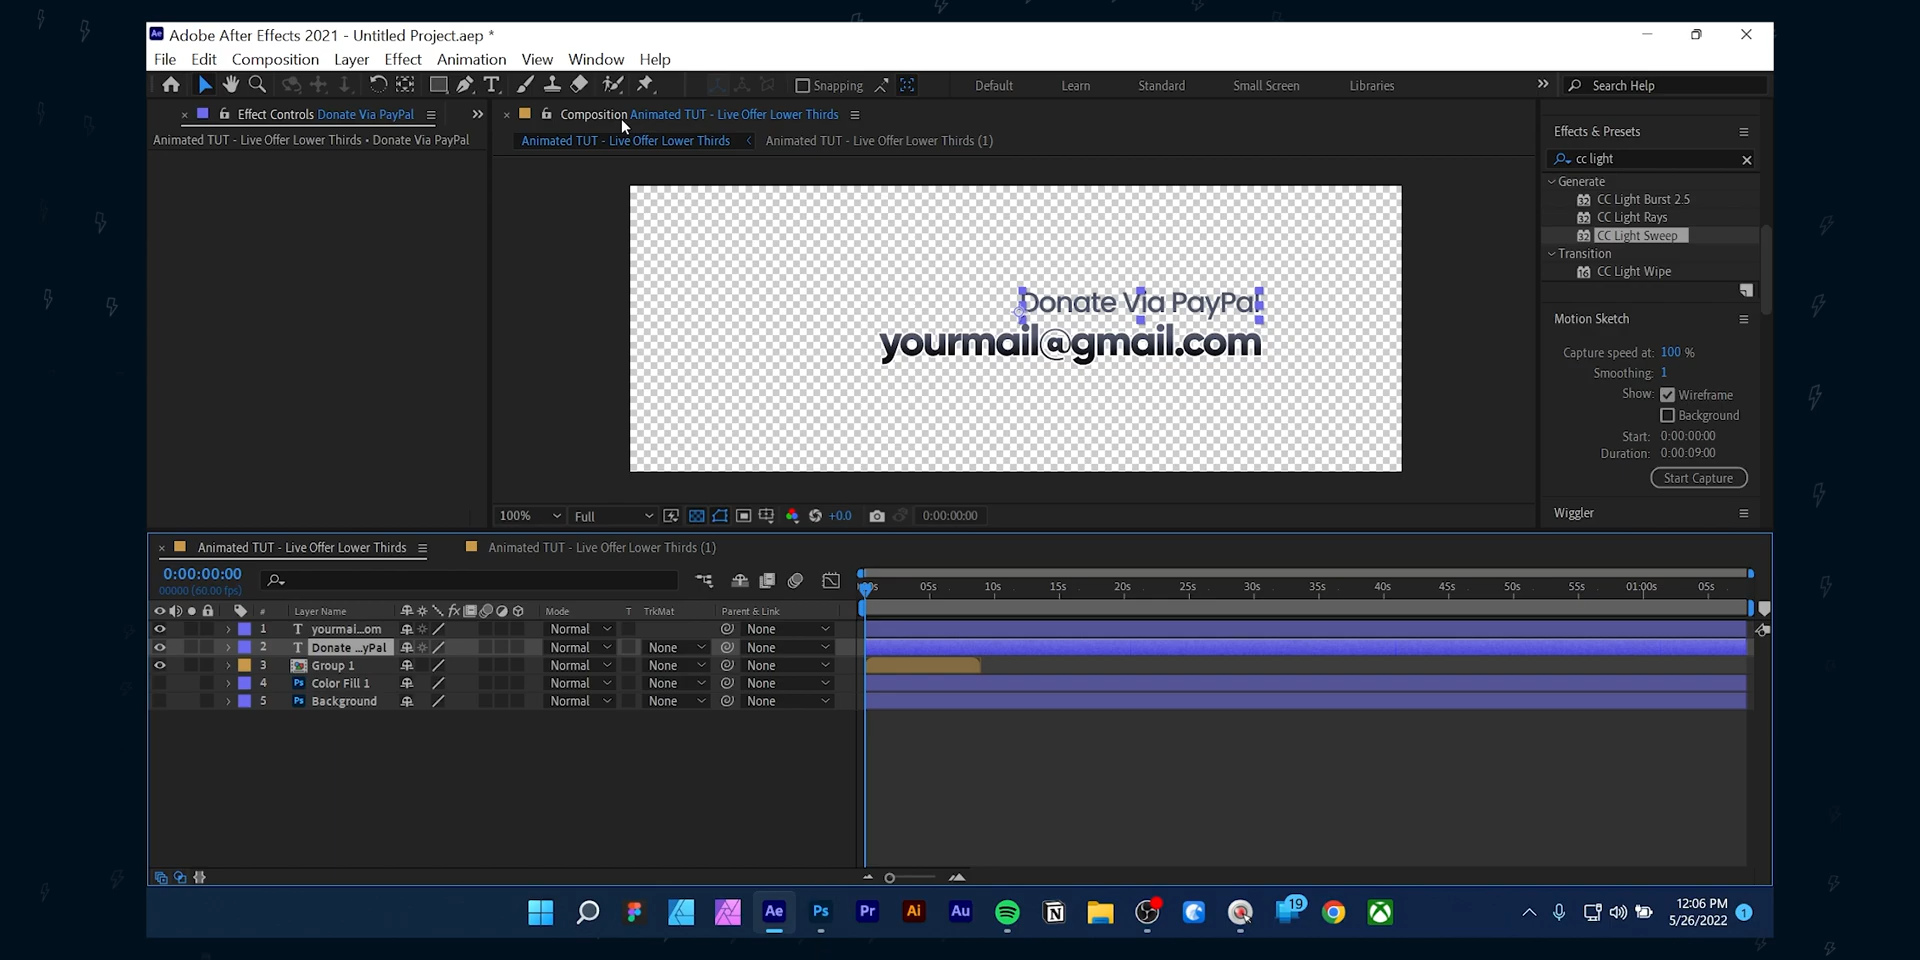 Adobe After Effects 2021 - Untitled Project.aep *
File Edit Composition Layer Effect Animation View Window Help
Snapping Default Learn Standard Small Screen Libraries Search Help
Effect Controls Donate Via PayPal
Composition Animated TUT - Live Offer Lower Thirds
Animated TUT - Live Offer Lower Thirds • Donate Via PayPal
Animated TUT - Live Offer Lower Thirds Animated TUT - Live Offer Lower Thirds (1)
Effects & Presets
cc light
Generate
CC Light Burst 2.5
CC Light Rays
CC Light Sweep
Transition
CC Light Wipe
Donate Via PayPal
yourmail@gmail.com
Motion Sketch
Capture speed at: 100 %
Smoothing: 1
Show: Wireframe
Background
Start: 0:00:00:00
Duration: 0:00:09:00
Start Capture
Wiggler
100% Full +0.0 0:00:00:00
Animated TUT - Live Offer Lower Thirds Animated TUT - Live Offer Lower Thirds (1)
0:00:00:00
00000 (60.00 fps)
05s 10s 15s 20s 25s 30s 35s 40s 45s 50s 55s 01:00s 05s
# Layer Name fx Mode T TrkMat Parent & Link
1 T yourmai...om Normal None
2 T Donate ...yPal Normal None None
3 Group 1 Normal None None
4 Ps Color Fill 1 Normal None None
5 Ps Background Normal None None
Ae Ps Pr Ai Au 19
12:06 PM
5/26/2022 1